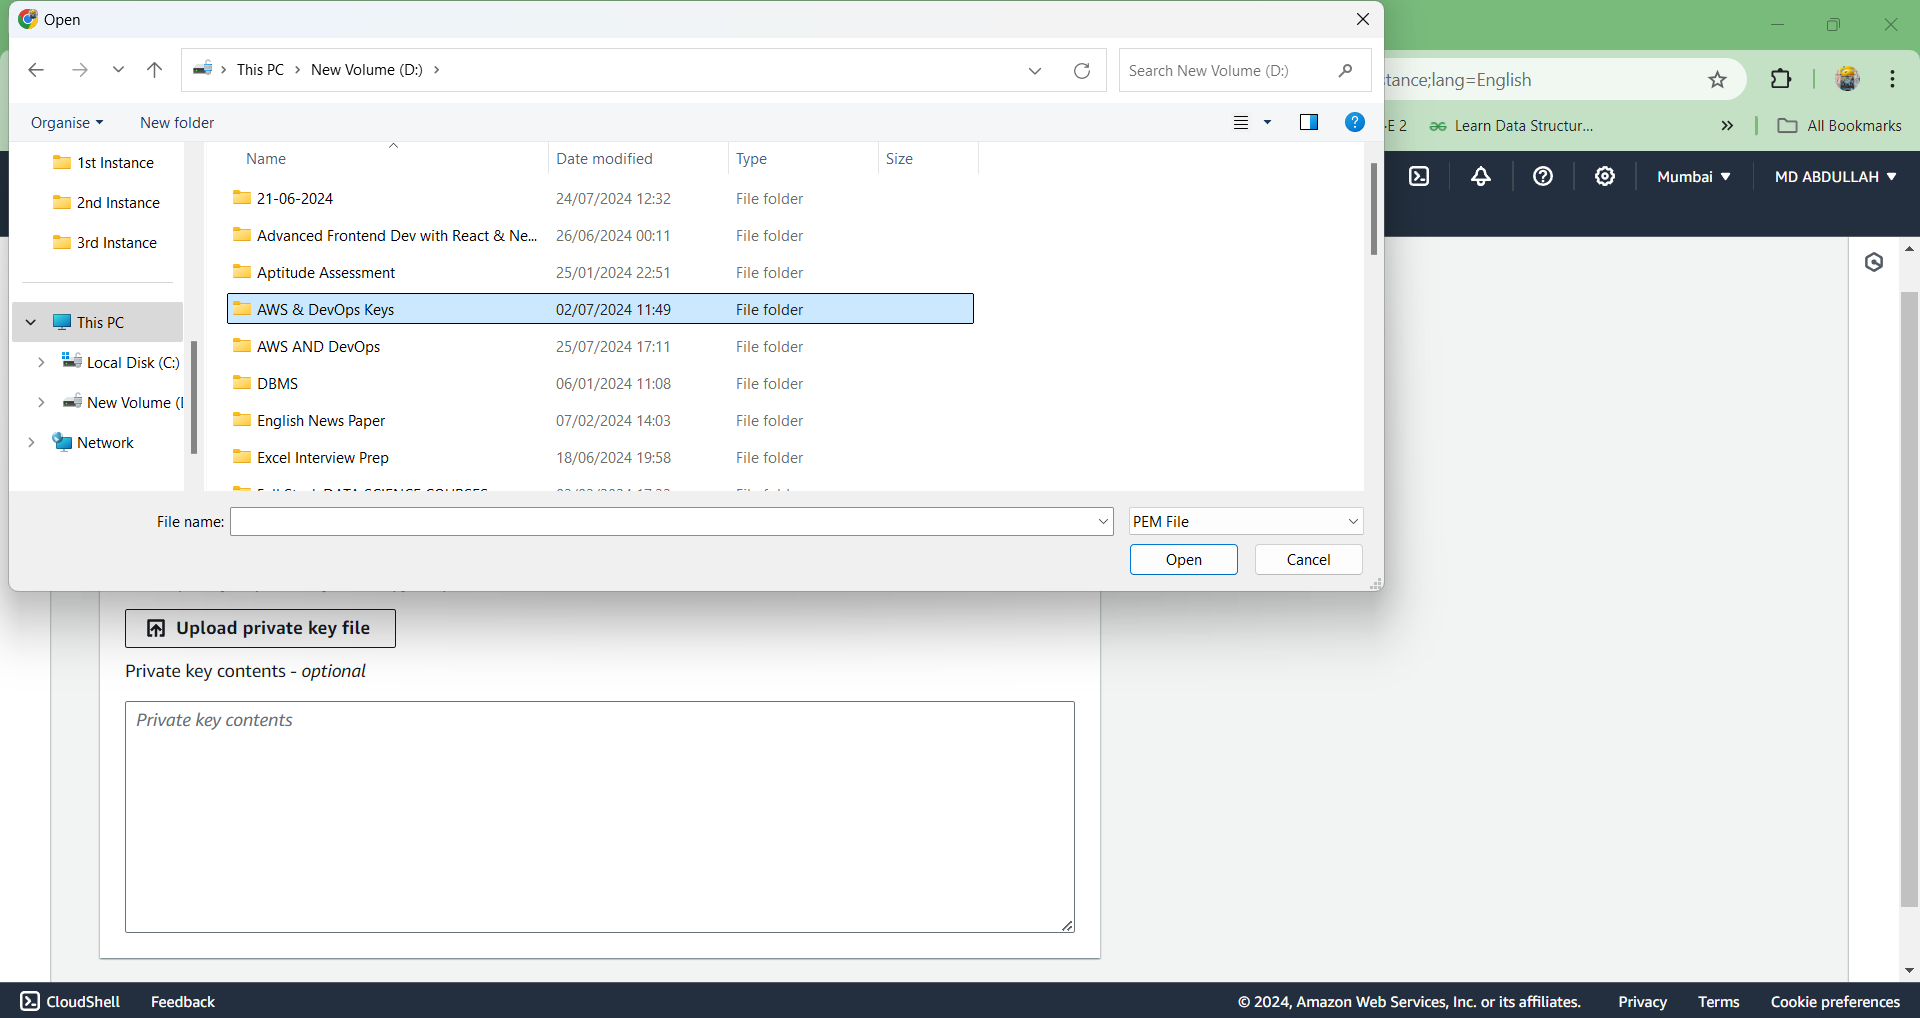 Open
This PC > New Volume (D:) >
Search New Volume (D:)
tance;lang=English
Organise
New folder
E 2
Learn Data Structur...
All Bookmarks
Mumbai
MD ABDULLAH
1st Instance
2nd Instance
3rd Instance
This PC
Local Disk (C:)
New Volume (
Network
Name Date modified Type Size
21-06-2024 24/07/2024 12:32 File folder
Advanced Frontend Dev with React & Ne... 26/06/2024 00:11 File folder
Aptitude Assessment 25/01/2024 22:51 File folder
AWS & DevOps Keys 02/07/2024 11:49 File folder
AWS AND DevOps 25/07/2024 17:11 File folder
DBMS 06/01/2024 11:08 File folder
English News Paper 07/02/2024 14:03 File folder
Excel Interview Prep 18/06/2024 19:58 File folder
File name:
PEM File
Open
Cancel
Upload private key file
Private key contents - optional
Private key contents
CloudShell
Feedback
© 2024, Amazon Web Services, Inc. or its affiliates.
Privacy
Terms
Cookie preferences